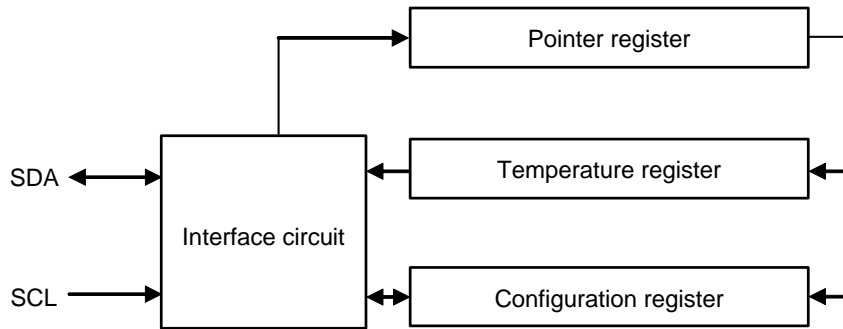 Pointer register
Temperature register
SDA
Interface circuit
SCL
Configuration register